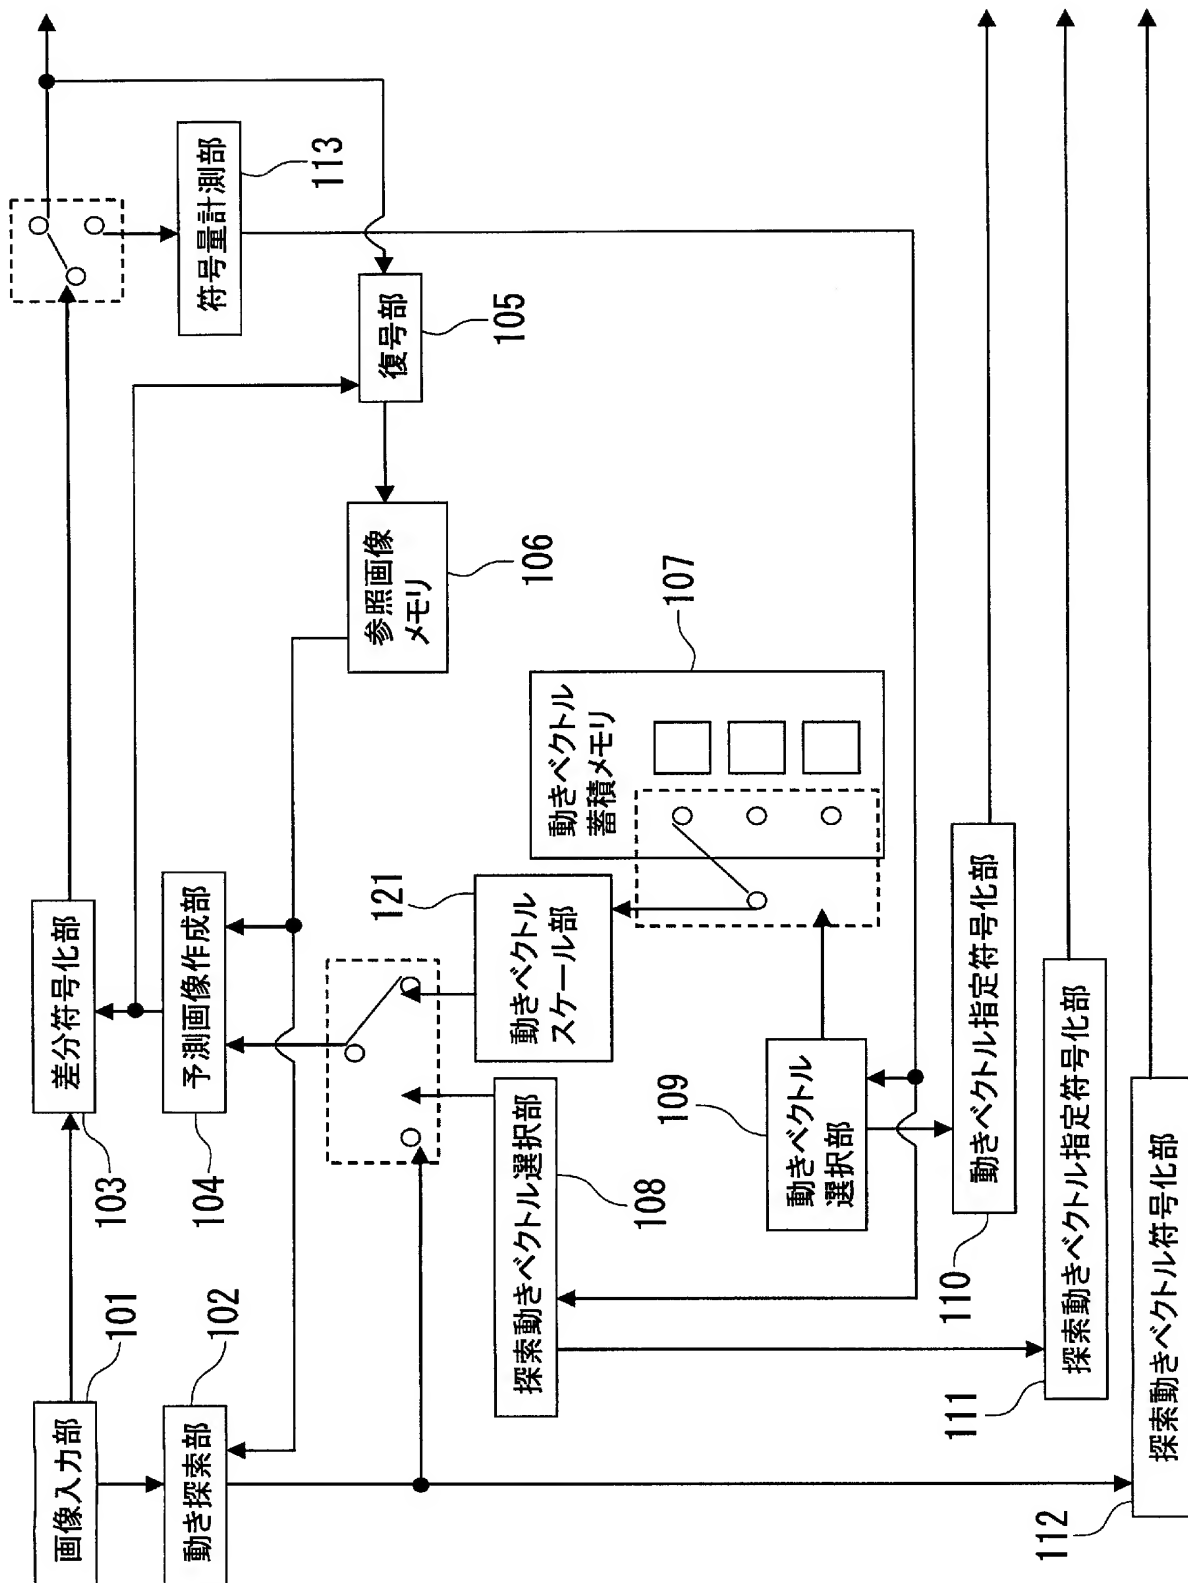 画像入力部
101
動き探索部
102
差分符号化部
103
予測画像作成部
104
符号量計測部
113
復号部
105
参照画像
メモリ
106
動きベクトル
蓄積メモリ
107
動きベクトル
スケール部
121
探索動きベクトル選択部
108
動きベクトル
選択部
109
動きベクトル指定符号化部
110
探索動きベクトル指定符号化部
111
探索動きベクトル符号化部
112